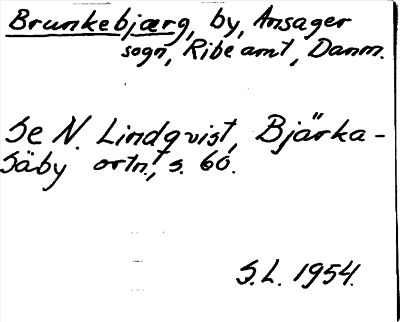 Brunkebjærg, by, Ansager
sogn, Ribe amt, Danm.
Se N. Lindqvist, Bjärka-
Säby ortn., s. 60.
S.L. 1954.